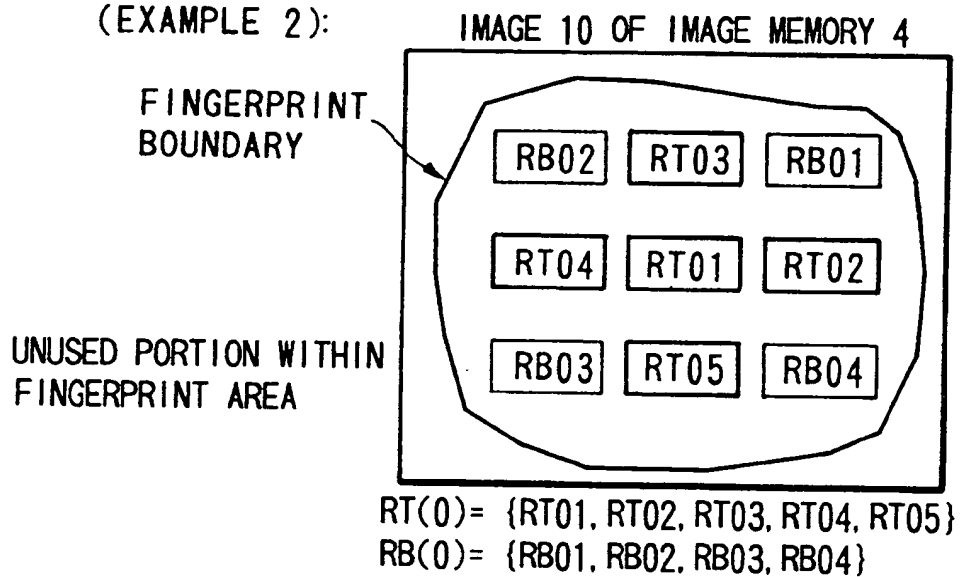 (EXAMPLE 2):
IMAGE 10 OF IMAGE MEMORY 4
FINGERPRINT
BOUNDARY
RB02 RT03 RB01
RT04 RT01 RT02
UNUSED PORTION WITHIN
FINGERPRINT AREA
RB03 RT05 RB04
RT(0)= {RT01, RT02, RT03, RT04, RT05}
RB(0)= {RB01, RB02, RB03, RB04}